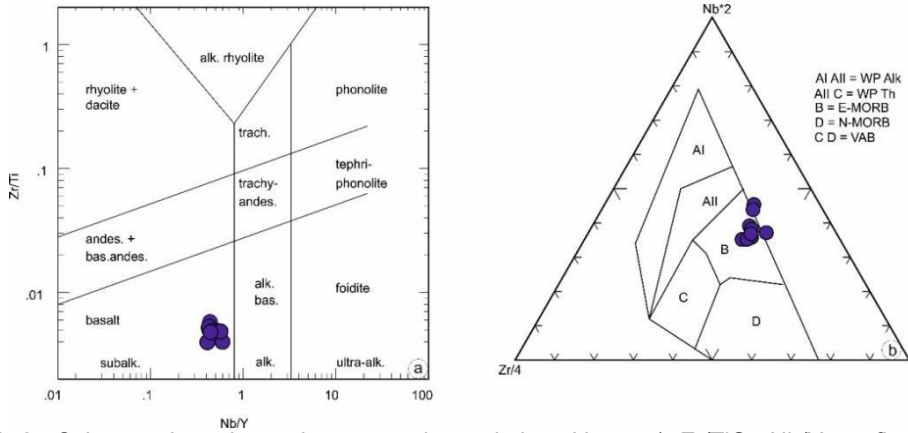 1
.1
.01
Zr/Ti
.01
.1
1
10
100
Nb/Y
alk. rhyolite
rhyolite +
dacite
phonolite
trach.
tephri-
phonolite
trachy-
andes.
andes. +
bas.andes.
alk.
bas.
foidite
basalt
subalk.
alk.
ultra-alk.
a
Nb*2
AI AII = WP Alk
AII C = WP Th
B = E-MORB
D = N-MORB
C D = VAB
AI
AII
B
C
D
Zr/4
b